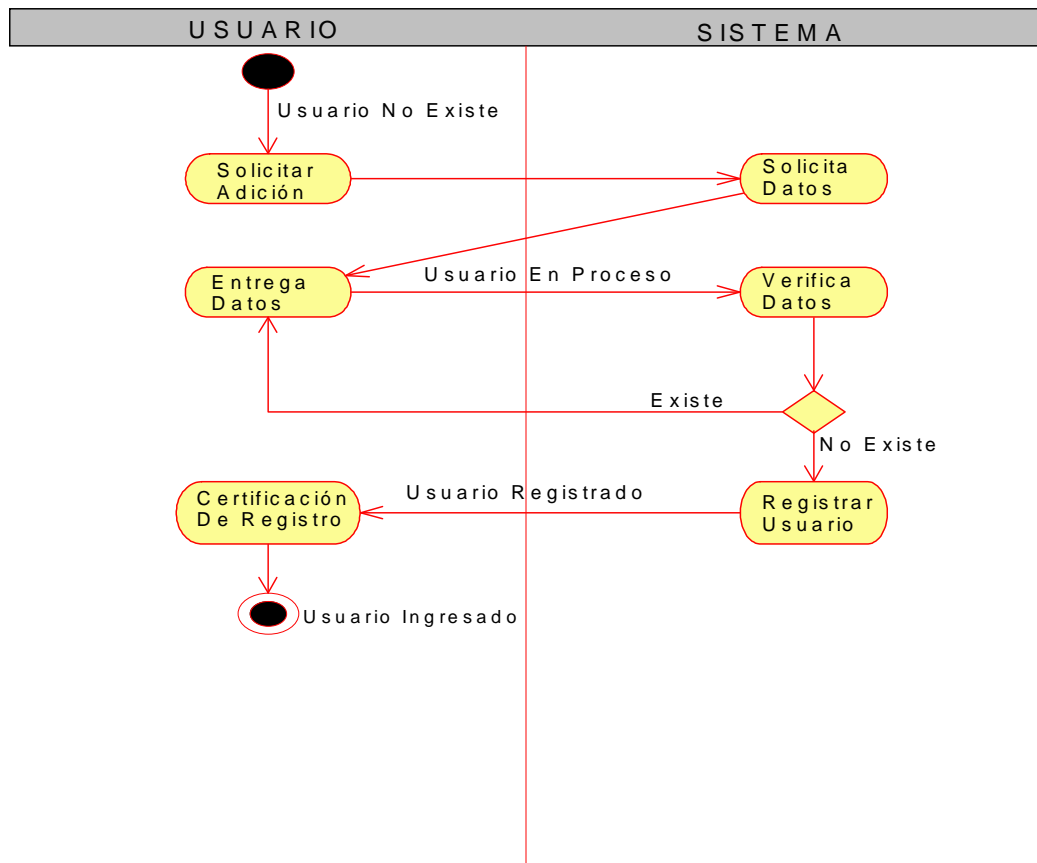 USUARIO
SISTEMA
Usuario No Existe
Solicitar
Adición
Solicita
Datos
Entrega
Datos
Usuario En Proceso
Verifica
Datos
Existe
No Existe
Certificación
De Registro
Usuario Registrado
Registrar
Usuario
Usuario Ingresado